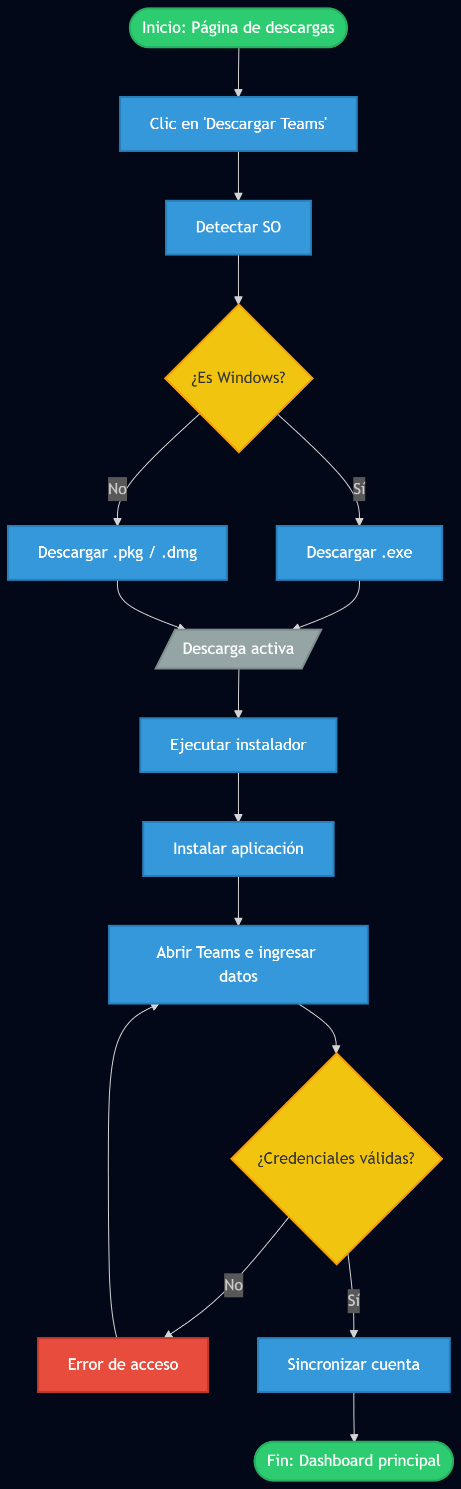 Inicio: Página de descargas
Clic en 'Descargar Teams'
Detectar SO
¿Es Windows?
No
Sí
Descargar .pkg / .dmg
Descargar .exe
Descarga activa
Ejecutar instalador
Instalar aplicación
Abrir Teams e ingresar
datos
¿Credenciales válidas?
No
Sí
Error de acceso
Sincronizar cuenta
Fin: Dashboard principal